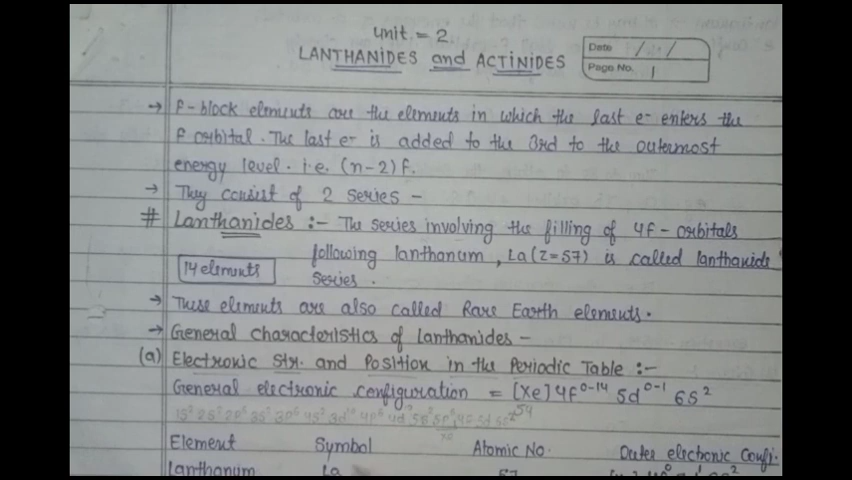 Unit = 2
LANTHANIDES and ACTINIDES
Date / /
Page No. 1
→ F-block elements are the elements in which the last e- enters the
F orbital. The last e- is added to the 3rd to the outermost
energy level. i.e. (n-2) F.
→ They consist of 2 series -
# Lanthanides :- The series involving the filling of 4F - orbitals
following lanthanum, La (Z=57) is called lanthanide
14 elements
series.
→ These elements are also called Rare Earth elements.
→ General characteristics of lanthanides -
(a) Electronic Str. and Position in the Periodic Table :-
General electronic configuration = [Xe] 4F⁰⁻¹⁴ 5d⁰⁻¹ 6S²
54
Element Symbol Atomic No. Outer electronic Confi.
lanthanum La 57